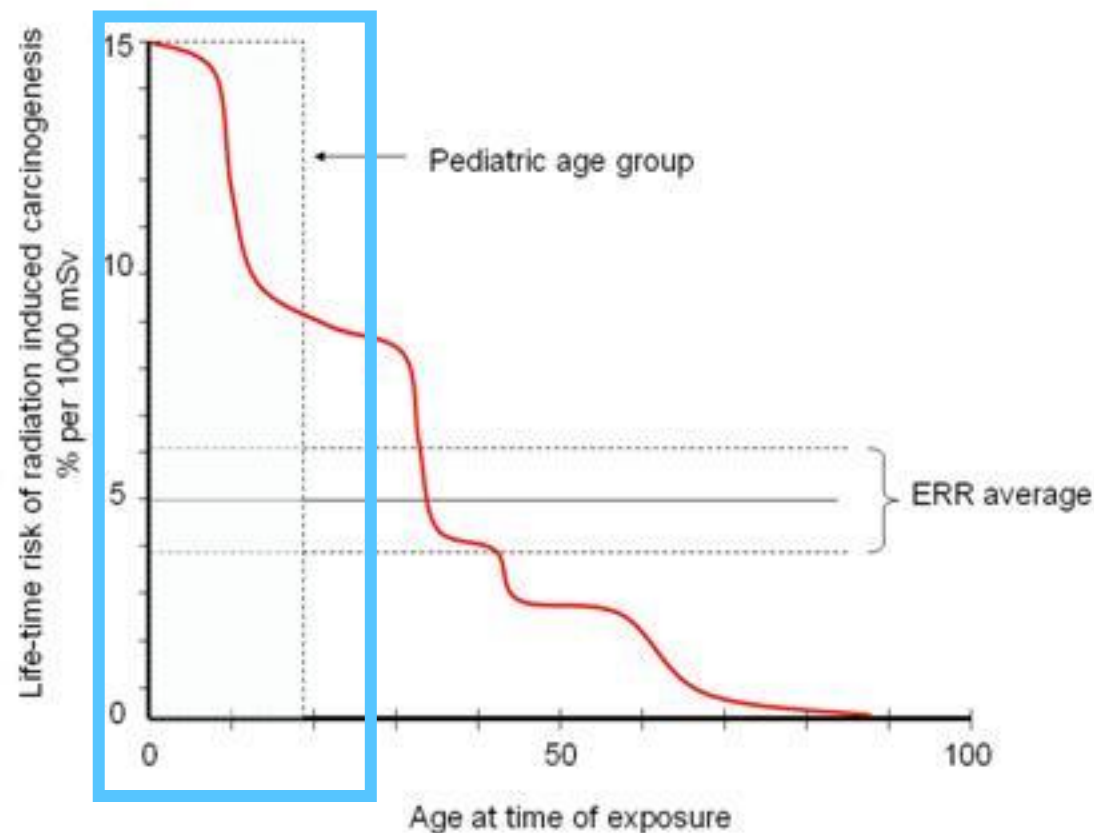 Life-time risk of radiation induced carcinogenesis
% per 1000 mSv
15
10
5
0
Pediatric age group
ERR average
0
50
100
Age at time of exposure